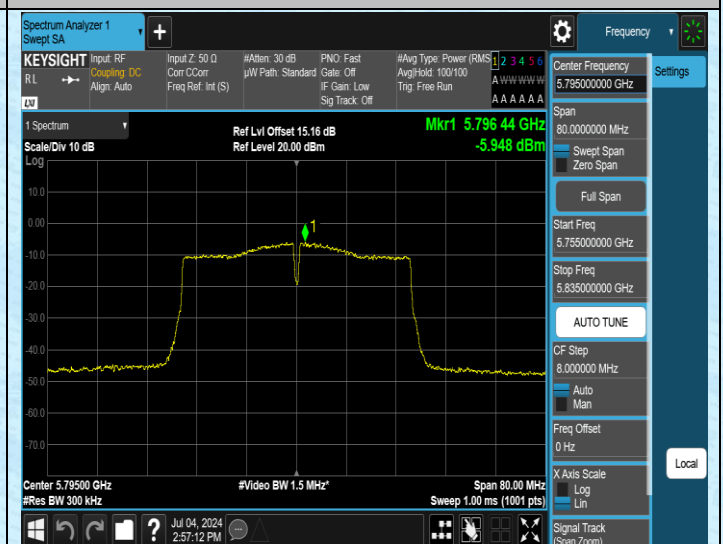 Spectrum Analyzer 1
Swept SA
Frequency
KEYSIGHT
RL
LXI
Input: RF
Coupling: DC
Align: Auto
Input Z: 50 Ω
Corr CCorr
Freq Ref: Int (S)
#Atten: 30 dB
µW Path: Standard
PNO: Fast
Gate: Off
IF Gain: Low
Sig Track: Off
#Avg Type: Power (RMS
Avg|Hold: 100/100
Trig: Free Run
1 2 3 4 5 6
A W W W W W
A A A A A A
1 Spectrum
Scale/Div 10 dB
Log
Ref Lvl Offset 15.16 dB
Ref Level 20.00 dBm
Mkr1 5.796 44 GHz
-5.948 dBm
10.0
0.00
-10.0
-20.0
-30.0
-40.0
-50.0
-60.0
-70.0
1
Center 5.79500 GHz
#Res BW 300 kHz
#Video BW 1.5 MHz*
Span 80.00 MHz
Sweep 1.00 ms (1001 pts)
Jul 04, 2024
2:57:12 PM
?
Center Frequency
5.795000000 GHz
Span
80.0000000 MHz
Swept Span
Zero Span
Full Span
Start Freq
5.755000000 GHz
Stop Freq
5.835000000 GHz
AUTO TUNE
CF Step
8.000000 MHz
Auto
Man
Freq Offset
0 Hz
X Axis Scale
Log
Lin
Signal Track
(Span Zoom)
Settings
Local